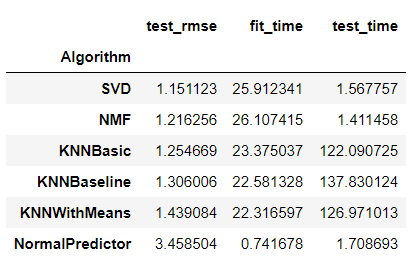 test_rmse fit_time test_time
Algorithm
SVD 1.151123 25.912341 1.567757
NMF 1.216256 26.107415 1.411458
KNNBasic 1.254669 23.375037 122.090725
KNNBaseline 1.306006 22.581328 137.830124
KNNWithMeans 1.439084 22.316597 126.971013
NormalPredictor 3.458504 0.741678 1.708693